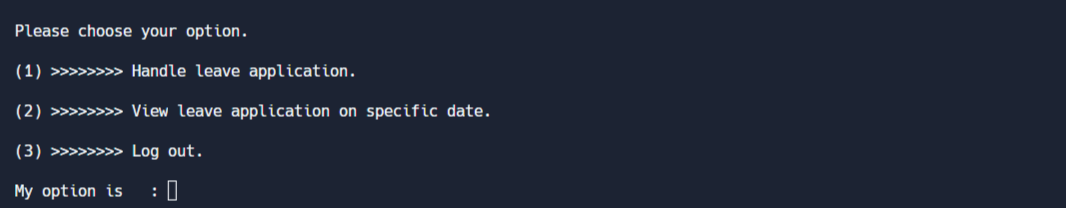 Please choose your option.
(1) >>>>>>>> Handle leave application.
(2) >>>>>>>> View leave application on specific date.
(3) >>>>>>>> Log out.
My option is   :